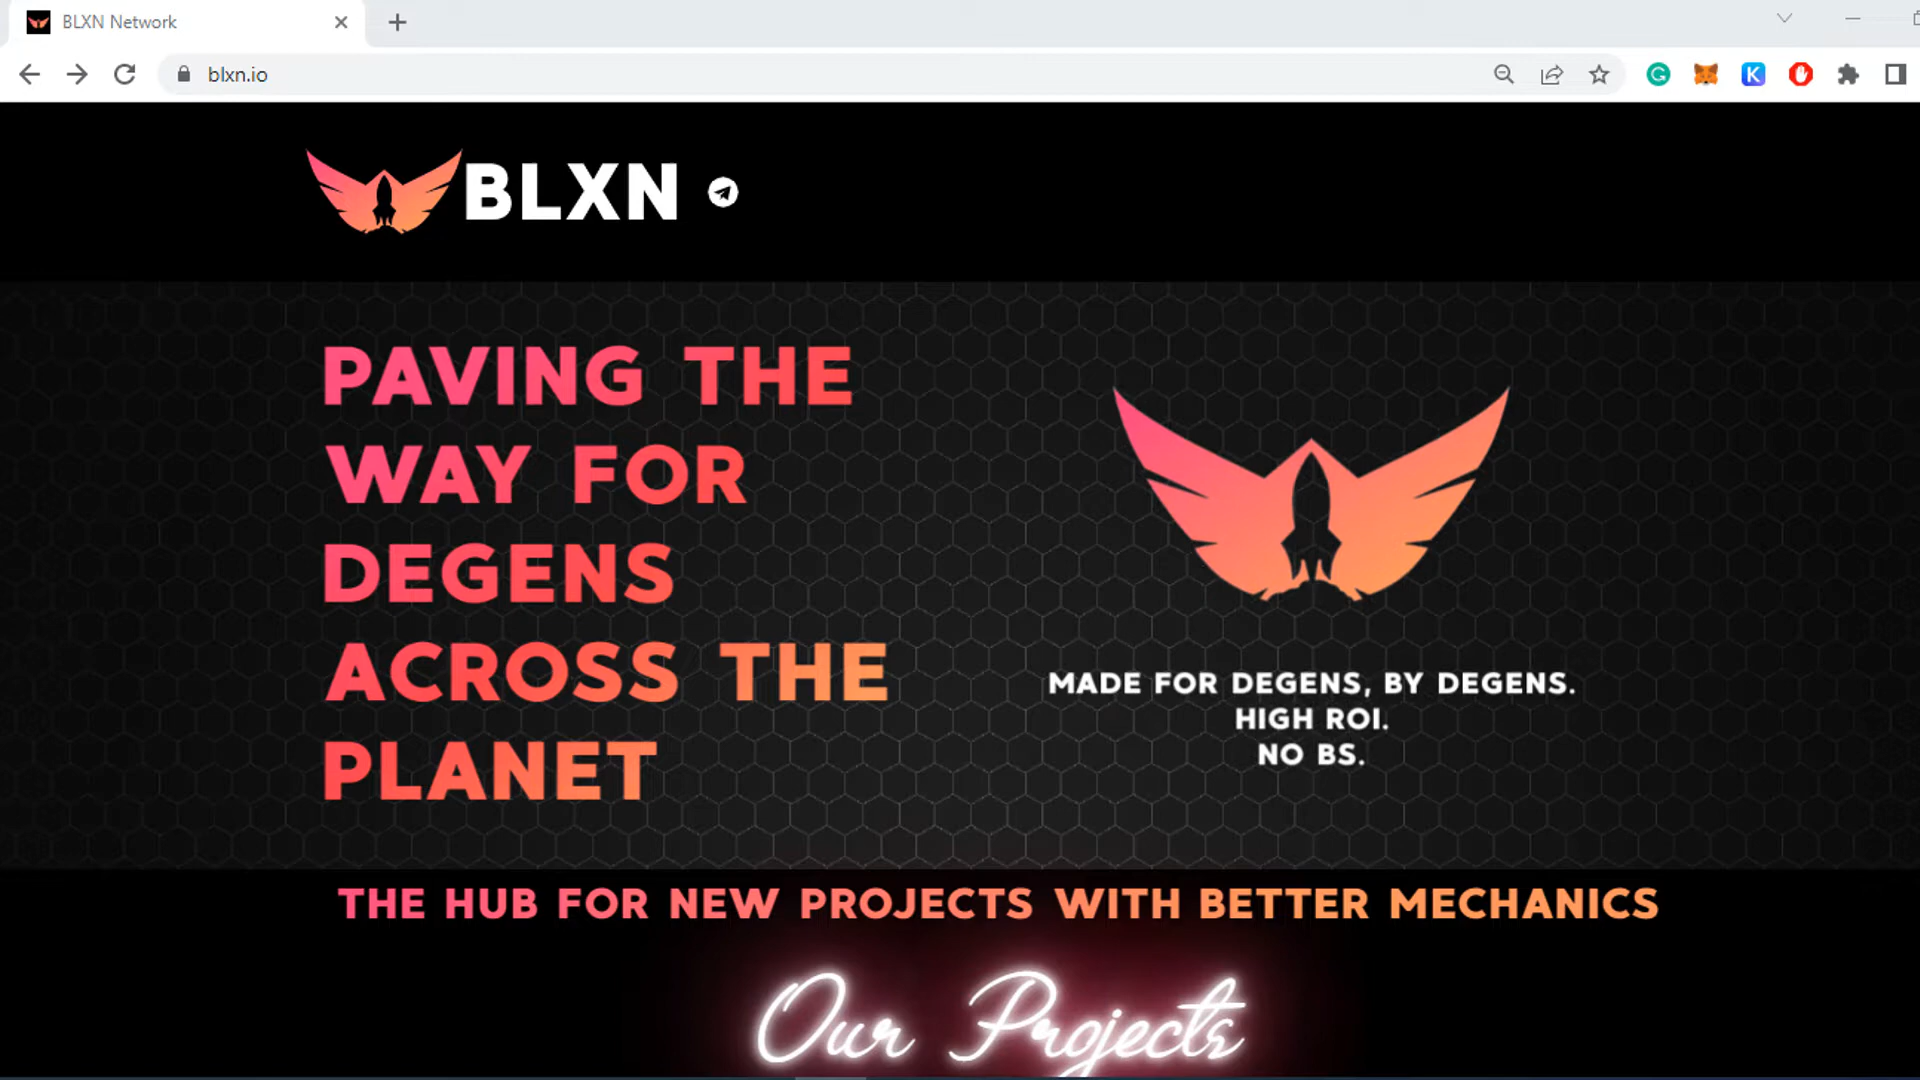 BLXN Network
blxn.io
BLXN
PAVING THE
WAY FOR
DEGENS
ACROSS THE
PLANET
MADE FOR DEGENS, BY DEGENS.
HIGH ROI.
NO BS.
THE HUB FOR NEW PROJECTS WITH BETTER MECHANICS
Our Projects